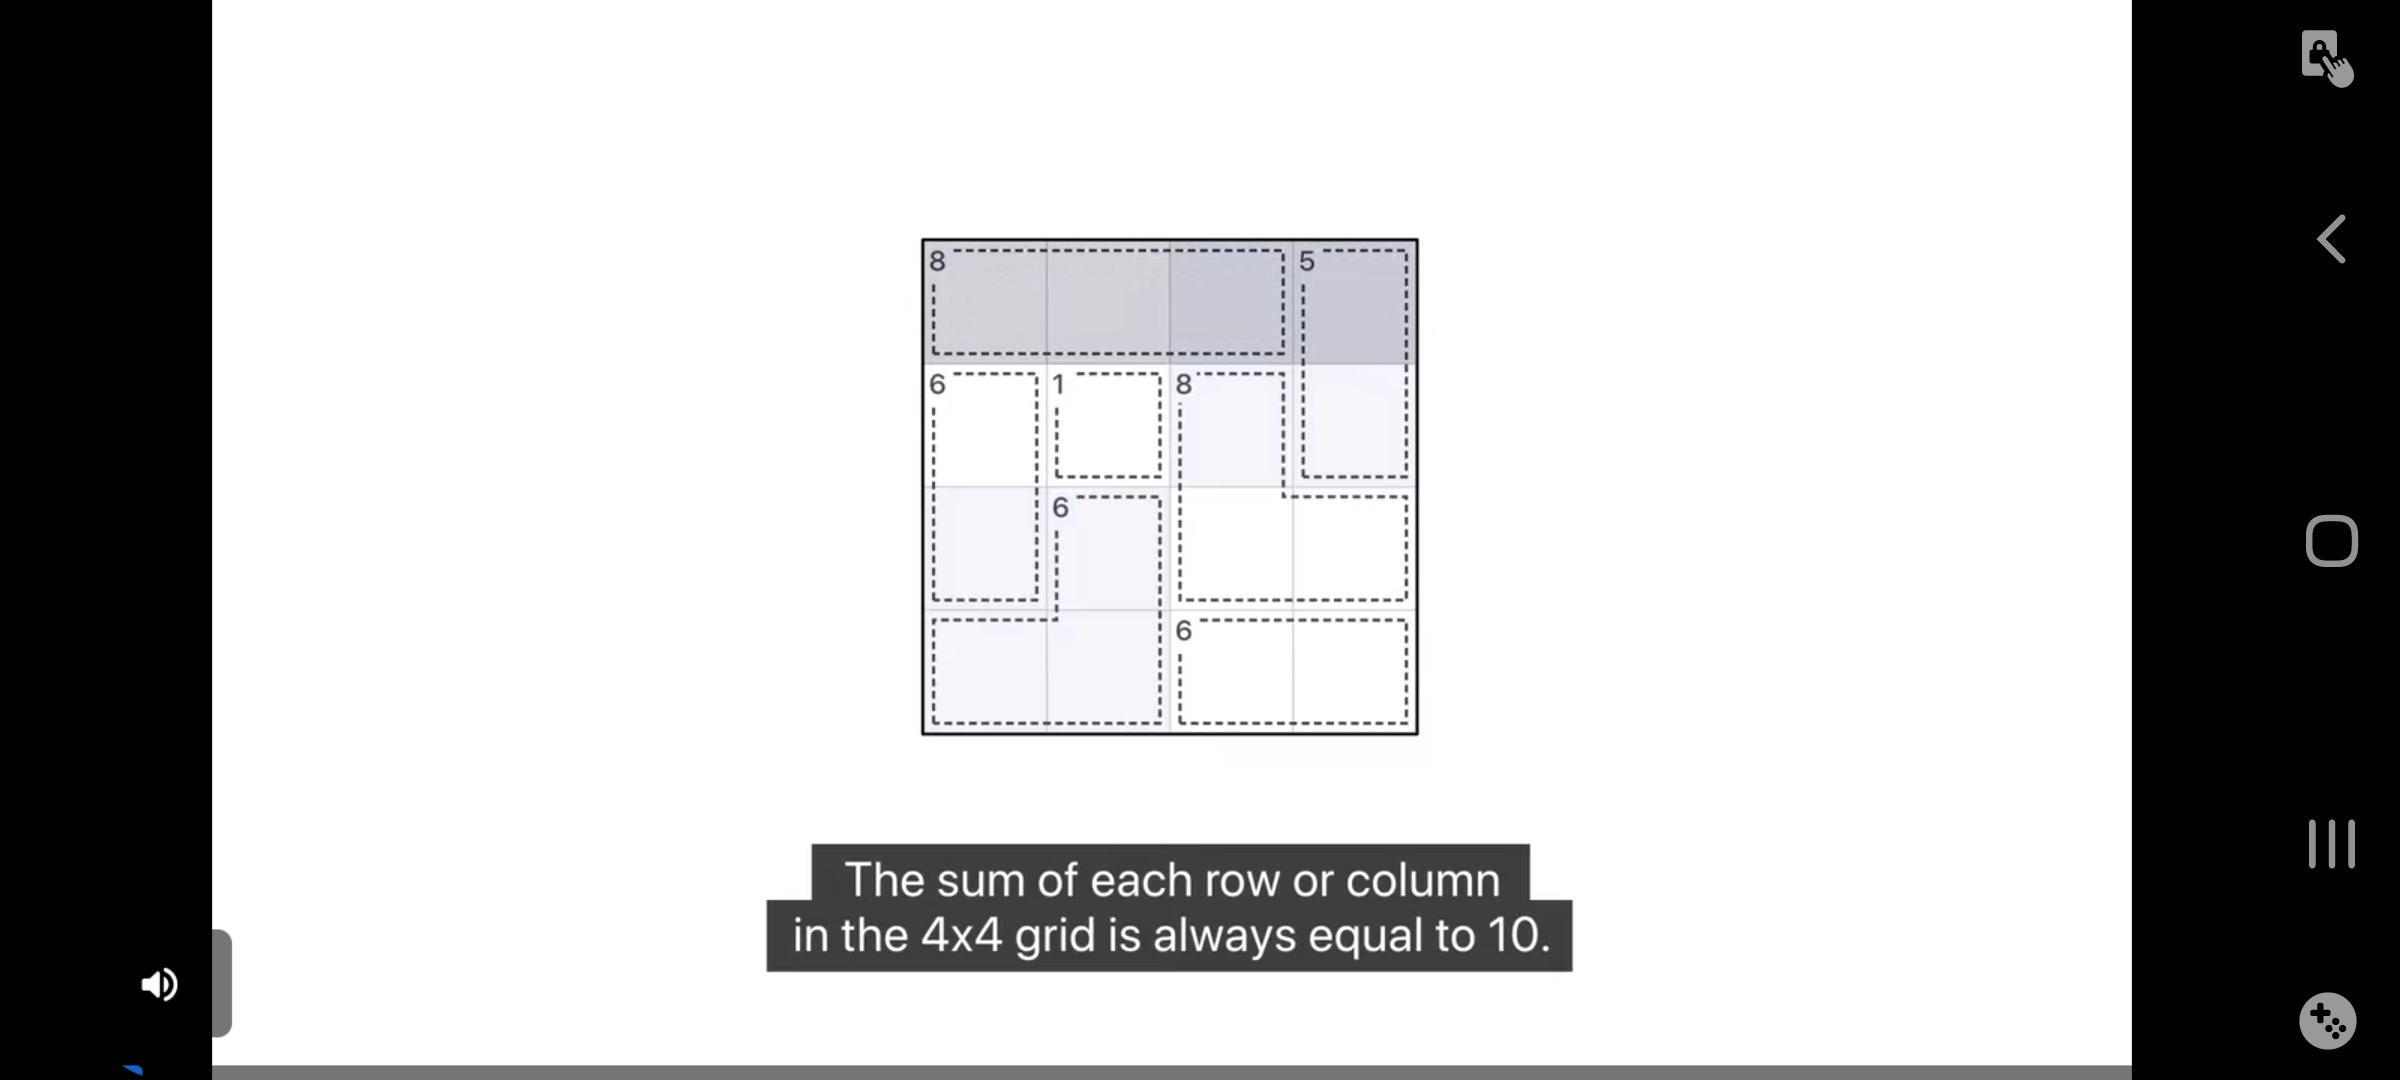 8 5
6 1 8
6
6
The sum of each row or column
in the 4x4 grid is always equal to 10.